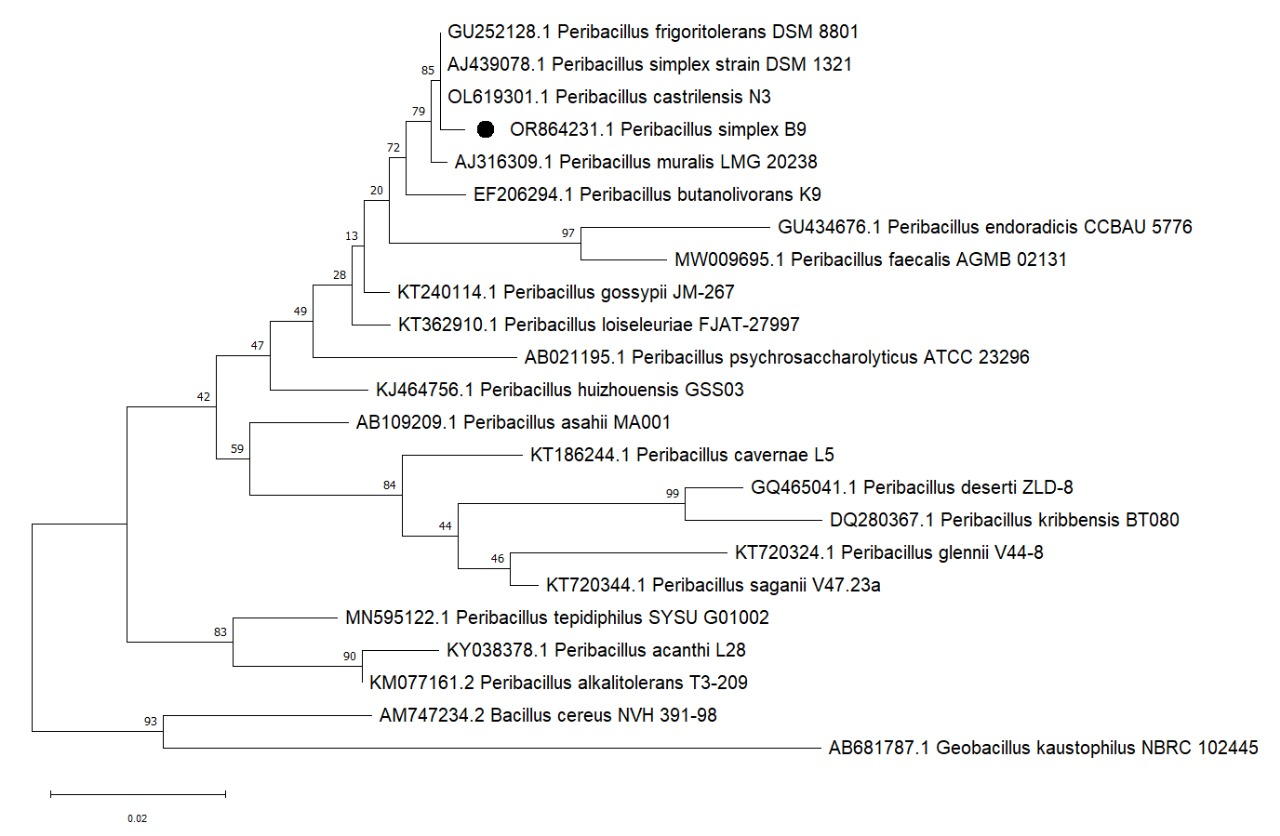 GU252128.1 Peribacillus frigoritolerans DSM 8801
AJ439078.1 Peribacillus simplex strain DSM 1321
85
OL619301.1 Peribacillus castrilensis N3
79
OR864231.1 Peribacillus simplex B9
72
AJ316309.1 Peribacillus muralis LMG 20238
20
EF206294.1 Peribacillus butanolivorans K9
GU434676.1 Peribacillus endoradicis CCBAU 5776
97
13
MW009695.1 Peribacillus faecalis AGMB 02131
28
KT240114.1 Peribacillus gossypii JM-267
49
KT362910.1 Peribacillus loiseleuriae FJAT-27997
47
AB021195.1 Peribacillus psychrosaccharolyticus ATCC 23296
KJ464756.1 Peribacillus huizhouensis GSS03
42
AB109209.1 Peribacillus asahii MA001
59
KT186244.1 Peribacillus cavernae L5
84
GQ465041.1 Peribacillus deserti ZLD-8
99
DQ280367.1 Peribacillus kribbensis BT080
44
KT720324.1 Peribacillus glennii V44-8
46
KT720344.1 Peribacillus saganii V47.23a
MN595122.1 Peribacillus tepidiphilus SYSU G01002
83
KY038378.1 Peribacillus acanthi L28
90
KM077161.2 Peribacillus alkalitolerans T3-209
AM747234.2 Bacillus cereus NVH 391-98
93
AB681787.1 Geobacillus kaustophilus NBRC 102445
0.02